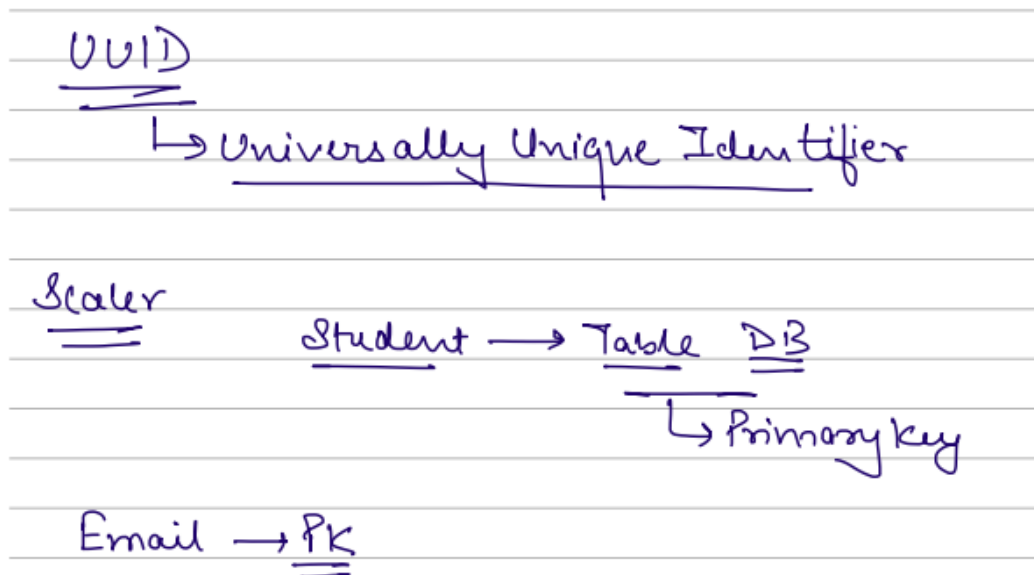 UUID
↳ Universally Unique Identifier
Scaler
Student → Table DB
↳ Primary key
Email → PK